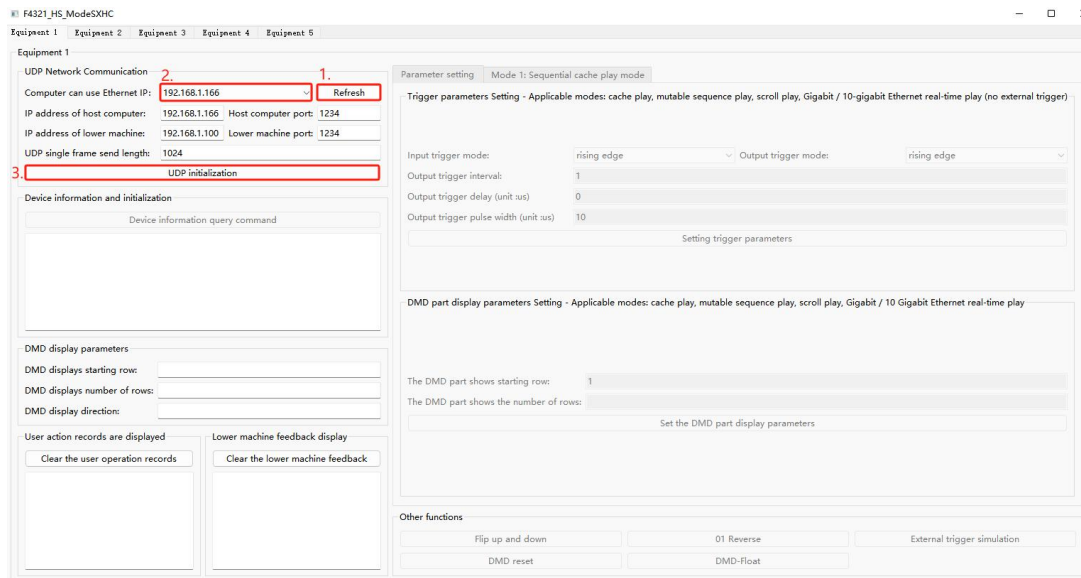 F4321_HS_ModeSXHC
Equipment 1 Equipment 2 Equipment 3 Equipment 4 Equipment 5
Equipment 1
UDP Network Communication
2.
1.
Computer can use Ethernet IP: 192.168.1.166 Refresh
IP address of host computer: 192.168.1.166 Host computer port: 1234
IP address of lower machine: 192.168.1.100 Lower machine port: 1234
UDP single frame send length: 1024
3. UDP initialization
Device information and initialization
Device information query command
DMD display parameters
DMD displays starting row:
DMD displays number of rows:
DMD display direction:
User action records are displayed
Clear the user operation records
Lower machine feedback display
Clear the lower machine feedback
Parameter setting Mode 1: Sequential cache play mode
Trigger parameters Setting - Applicable modes: cache play, mutable sequence play, scroll play, Gigabit / 10-gigabit Ethernet real-time play (no external trigger)
Input trigger mode: rising edge Output trigger mode: rising edge
Output trigger interval: 1
Output trigger delay (unit :us) 0
Output trigger pulse width (unit :us) 10
Setting trigger parameters
DMD part display parameters Setting - Applicable modes: cache play, mutable sequence play, scroll play, Gigabit / 10 Gigabit Ethernet real-time play
The DMD part shows starting row: 1
The DMD part shows the number of rows:
Set the DMD part display parameters
Other functions
Flip up and down 01 Reverse External trigger simulation
DMD reset DMD-Float